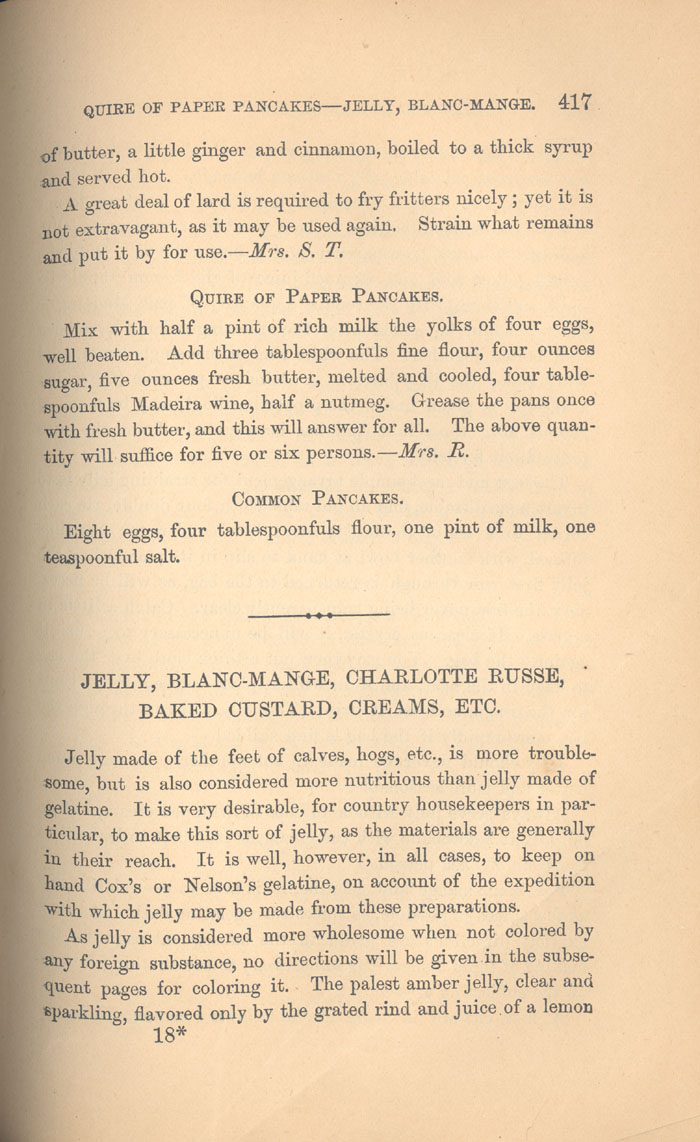 QUIRE OF PAPER PANCAKES—JELLY, BLANC-MANGE. 417
of butter, a little ginger and cinnamon, boiled to a thick syrup
and served hot.
A great deal of lard is required to fry fritters nicely; yet it is
not extravagant, as it may be used again. Strain what remains
and put it by for use.—Mrs. S. T.
QUIRE OF PAPER PANCAKES.
Mix with half a pint of rich milk the yolks of four eggs,
well beaten. Add three tablespoonfuls fine flour, four ounces
sugar, five ounces fresh butter, melted and cooled, four table-
spoonfuls Madeira wine, half a nutmeg. Grease the pans once
with fresh butter, and this will answer for all. The above quan-
tity will suffice for five or six persons.—Mrs. R.
COMMON PANCAKES.
Eight eggs, four tablespoonfuls flour, one pint of milk, one
teaspoonful salt.
JELLY, BLANC-MANGE, CHARLOTTE RUSSE,
BAKED CUSTARD, CREAMS, ETC.
Jelly made of the feet of calves, hogs, etc., is more trouble-
some, but is also considered more nutritious than jelly made of
gelatine. It is very desirable, for country housekeepers in par-
ticular, to make this sort of jelly, as the materials are generally
in their reach. It is well, however, in all cases, to keep on
hand Cox's or Nelson's gelatine, on account of the expedition
with which jelly may be made from these preparations.
As jelly is considered more wholesome when not colored by
any foreign substance, no directions will be given in the subse-
quent pages for coloring it. The palest amber jelly, clear and
sparkling, flavored only by the grated rind and juice of a lemon
18*